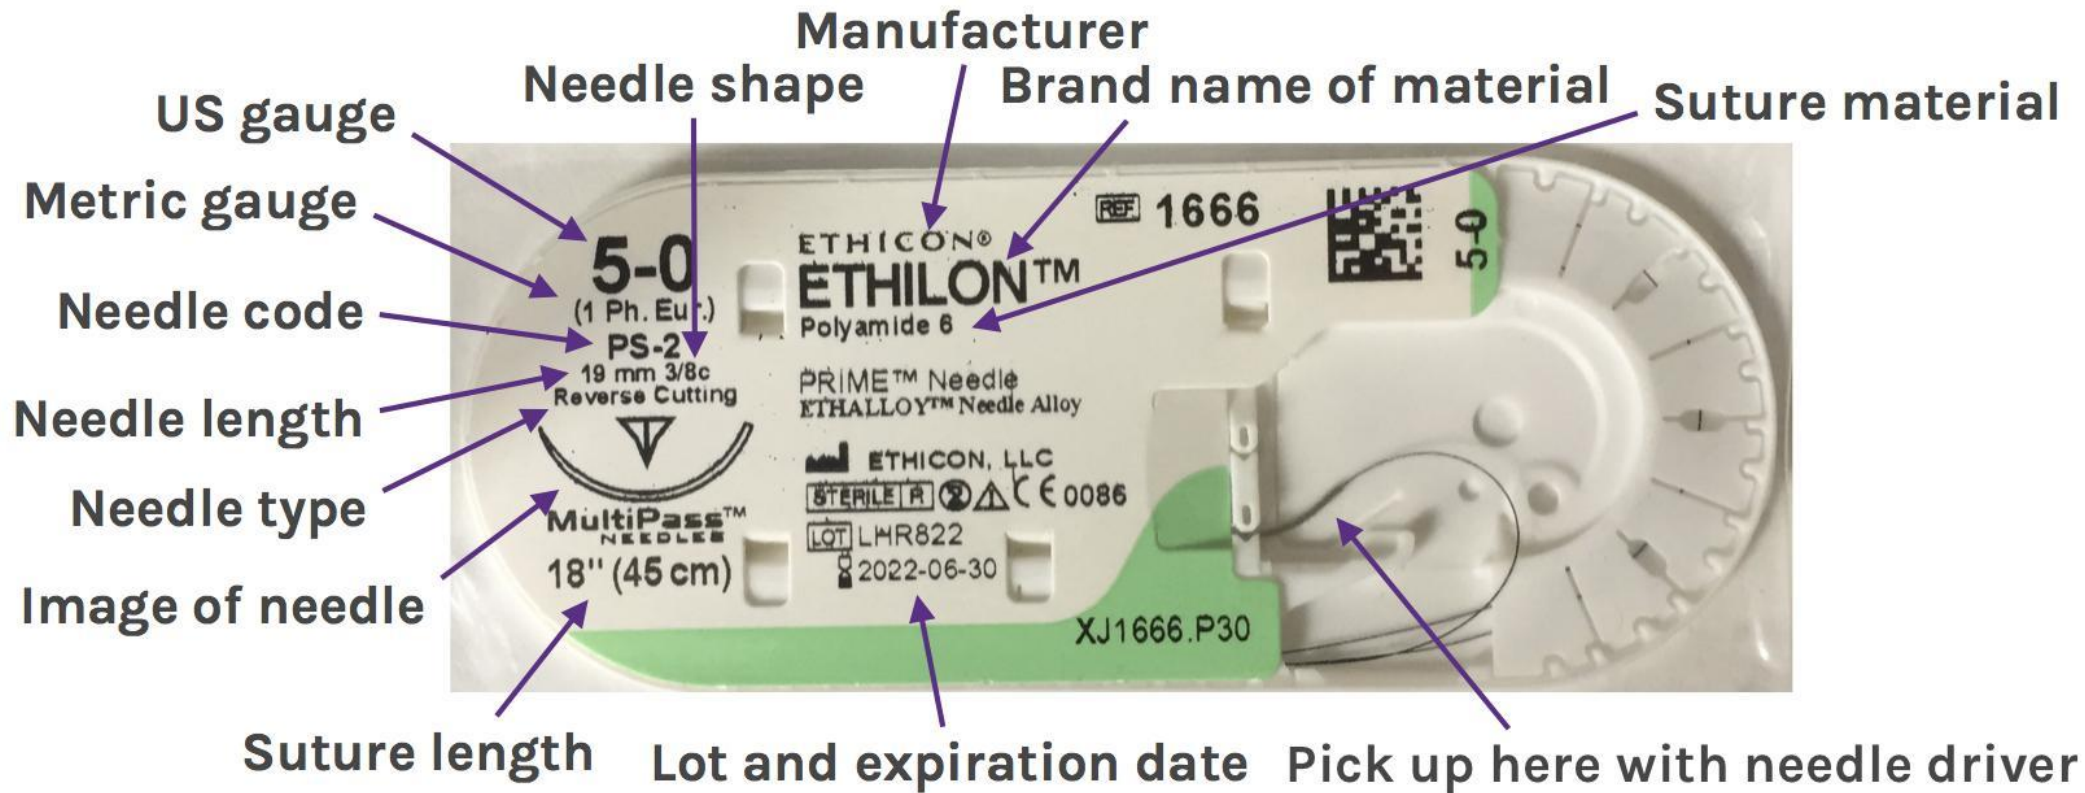 Manufacturer
Needle shape
Brand name of material
Suture material
US gauge
Metric gauge
Needle code
Needle length
Needle type
Image of needle
Suture length
Lot and expiration date
Pick up here with needle driver
5-0
(1 Ph. Eur.)
PS-2
19 mm 3/8c
Reverse Cutting
MultiPass™
NEEDLES
18" (45 cm)
ETHICON®
ETHILON™
Polyamide 6
PRIME™ Needle
ETHALLOY™ Needle Alloy
ETHICON, LLC
STERILE R 2 CE 0086
LOT LHR822
2022-06-30
REF 1666
5-0
XJ1666.P30